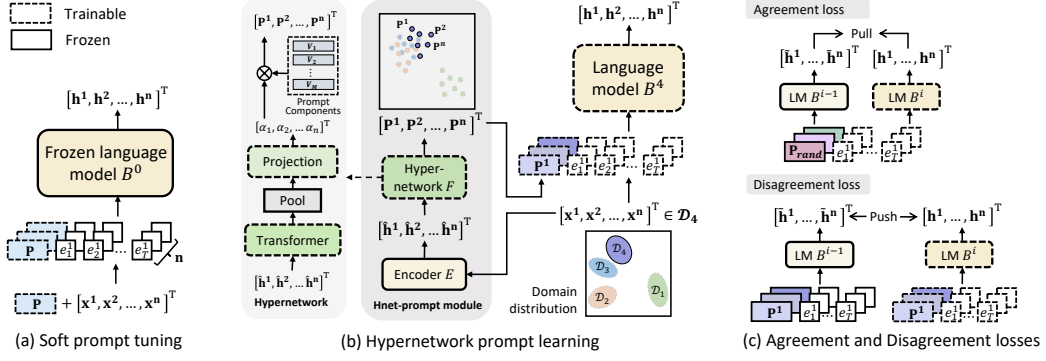 Trainable
Frozen
[h¹, h², ..., hⁿ]ᵀ
Frozen language
model B⁰
P
e₁¹ e₂¹ ... e_T¹
n
P + [x¹, x², ..., xⁿ]ᵀ
(a) Soft prompt tuning
[P¹, P², ..., Pⁿ]ᵀ
V₁
V₂
⋮
V_M
Prompt
Components
[α₁, α₂, ... αₙ]ᵀ
Projection
Pool
Transformer
[ĥ¹, ĥ², ... ĥⁿ]ᵀ
Hypernetwork
P¹
P²
Pⁿ
[P¹, P², ..., Pⁿ]ᵀ
Hyper-
network F
[ĥ¹, ĥ², ... ĥⁿ]ᵀ
Encoder E
Hnet-prompt module
[h¹, h², ..., hⁿ]ᵀ
Language
model B⁴
P¹ e₁¹ e₂¹ ... e_T¹
[x¹, x², ..., xⁿ]ᵀ ∈ D₄
D₄
D₃
D₂
D₁
Domain
distribution
(b) Hypernetwork prompt learning
Agreement loss
Pull
[h̃¹, ..., h̃ⁿ]ᵀ [h¹, ..., hⁿ]ᵀ
LM Bⁱ⁻¹ LM Bⁱ
P_rand e₁¹ ... e_T¹
Disagreement loss
[h̃¹, ..., h̃ⁿ]ᵀ Push [h¹, ..., hⁿ]ᵀ
LM Bⁱ⁻¹ LM Bⁱ
P¹ e₁¹ ... e_T¹ P¹ e₁¹ ... e_T¹
(c) Agreement and Disagreement losses